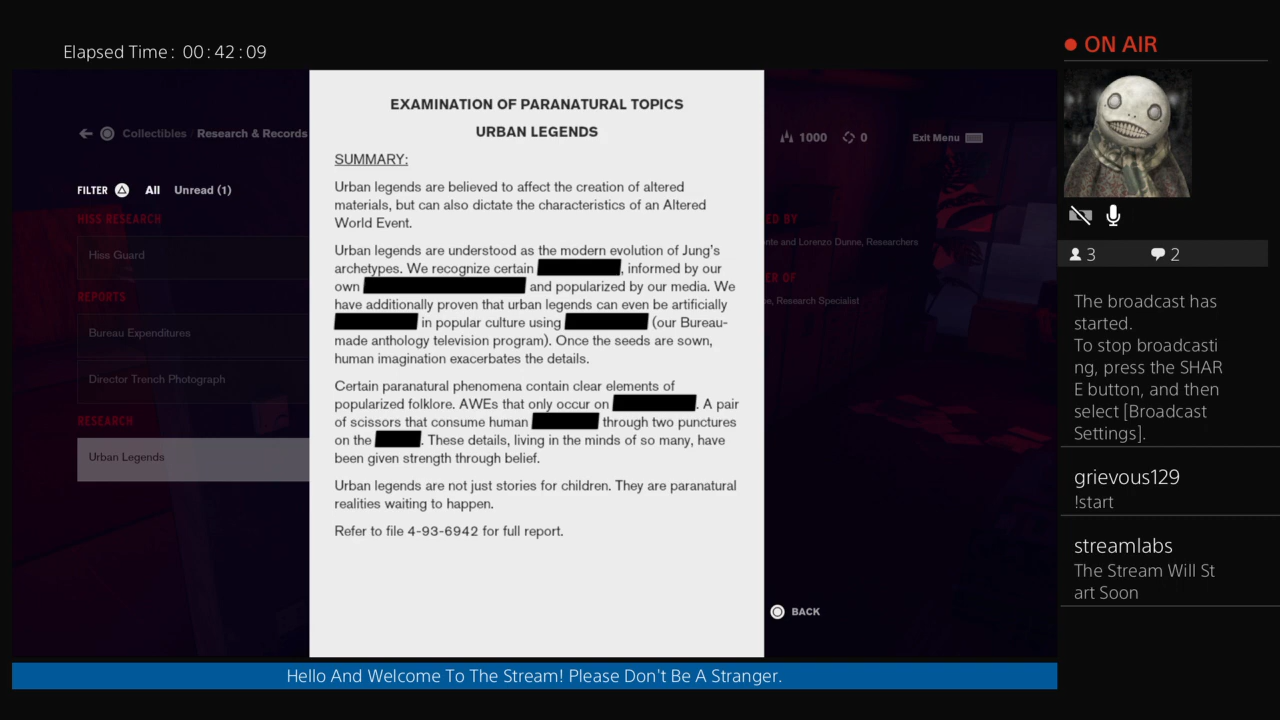 Elapsed Time: 00:42:09
ON AIR
Collectibles / Research & Records
1000
0
Exit Menu
FILTER All Unread (1)
HISS RESEARCH
Hiss Guard
REPORTS
Bureau Expenditures
Director Trench Photograph
RESEARCH
Urban Legends
EXAMINATION OF PARANATURAL TOPICS
URBAN LEGENDS
SUMMARY:
Urban legends are believed to affect the creation of altered
materials, but can also dictate the characteristics of an Altered
World Event.
Urban legends are understood as the modern evolution of Jung's
archetypes. We recognize certain , informed by our
own and popularized by our media. We
have additionally proven that urban legends can even be artificially
in popular culture using (our Bureau-
made anthology television program). Once the seeds are sown,
human imagination exacerbates the details.
Certain paranatural phenomena contain clear elements of
popularized folklore. AWEs that only occur on . A pair
of scissors that consume human through two punctures
on the . These details, living in the minds of so many, have
been given strength through belief.
Urban legends are not just stories for children. They are paranatural
realities waiting to happen.
Refer to file 4-93-6942 for full report.
ED BY
and Lorenzo Dunne, Researchers
ER OF
Research Specialist
BACK
3
2
The broadcast has
started.
To stop broadcasti
ng, press the SHAR
E button, and then
select [Broadcast
Settings].
grievous129
!start
streamlabs
The Stream Will St
art Soon
Hello And Welcome To The Stream! Please Don't Be A Stranger.